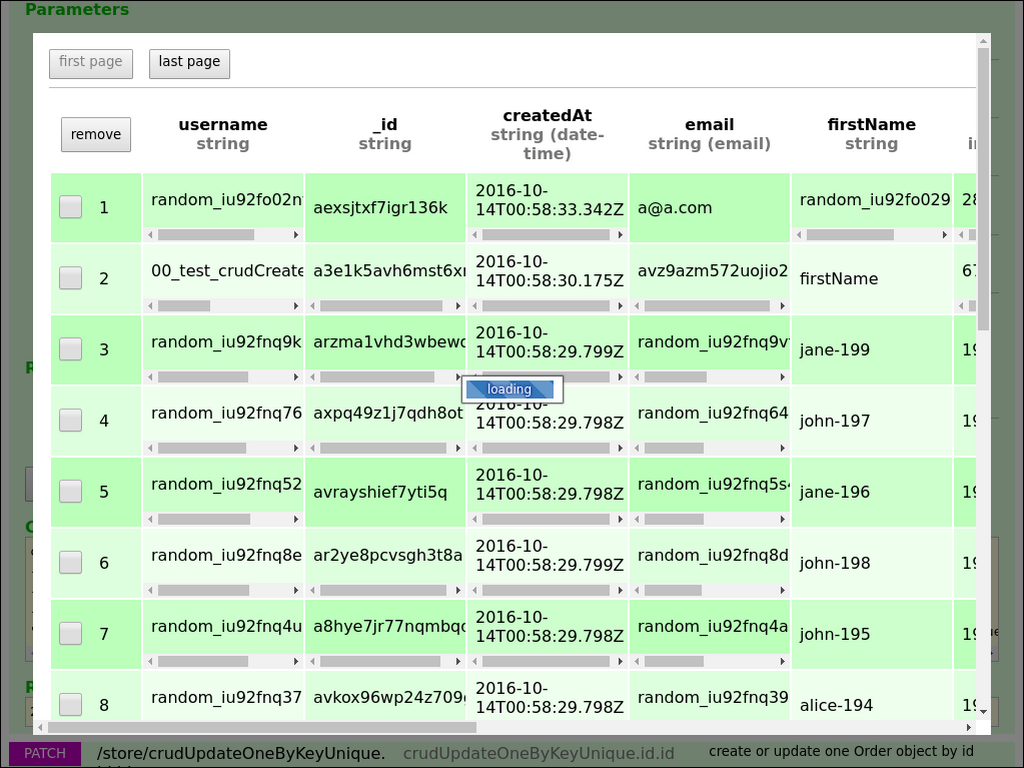 Parameters
first page last page
remove username _id createdAt email firstName
string string string (date-time) string (email) string
1 random_iu92fo02n aexsjtxf7igr136k 2016-10-14T00:58:33.342Z a@a.com random_iu92fo029 28
2 00_test_crudCreate a3e1k5avh6mst6x 2016-10-14T00:58:30.175Z avz9azm572uojio2 firstName 67
3 random_iu92fnq9k arzma1vhd3wbew 2016-10-14T00:58:29.799Z random_iu92fnq9v jane-199 19
loading
4 random_iu92fnq76 axpq49z1j7qdh8ot 2016-10-14T00:58:29.798Z random_iu92fnq64 john-197 19
5 random_iu92fnq52 avrayshief7yti5q 2016-10-14T00:58:29.798Z random_iu92fnq5s jane-196 19
6 random_iu92fnq8e ar2ye8pcvsgh3t8a 2016-10-14T00:58:29.799Z random_iu92fnq8d john-198 19
7 random_iu92fnq4u a8hye7jr77nqmbq 2016-10-14T00:58:29.798Z random_iu92fnq4a john-195 19
8 random_iu92fnq37 avkox96wp24z709 2016-10-14T00:58:29.798Z random_iu92fnq39 alice-194 19
PATCH /store/crudUpdateOneByKeyUnique. crudUpdateOneByKeyUnique.id.id create or update one Order object by id